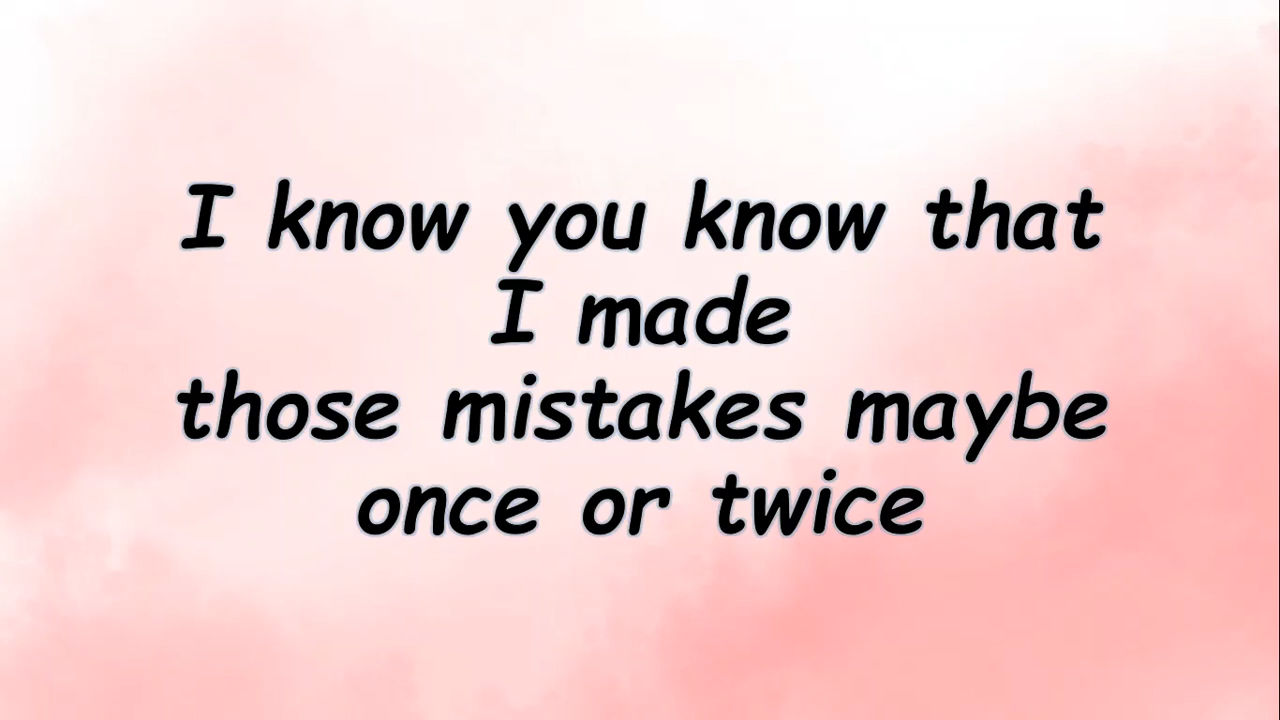 I know you know that
I made
those mistakes maybe
once or twice